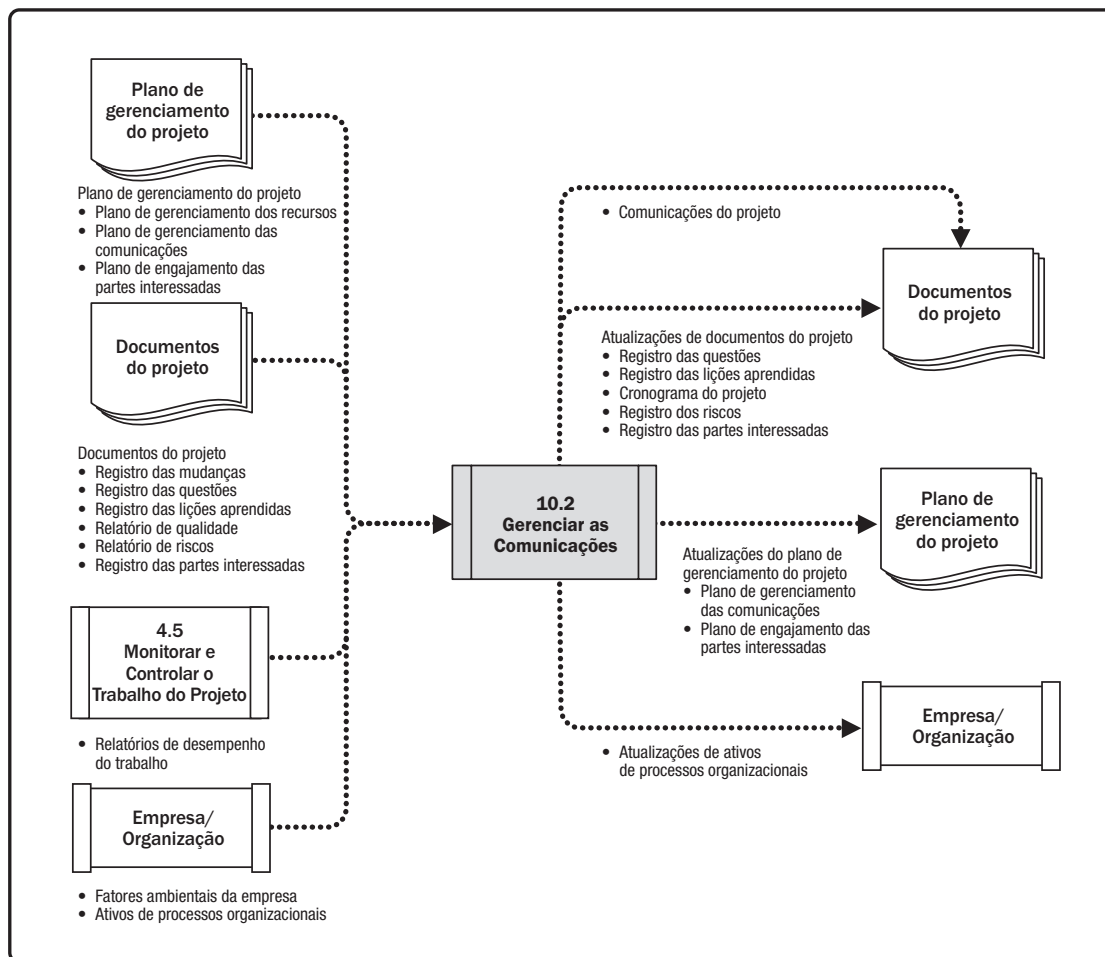 Plano de
gerenciamento
do projeto
Plano de gerenciamento do projeto
• Plano de gerenciamento dos recursos
• Plano de gerenciamento das
comunicações
• Plano de engajamento das
partes interessadas
Documentos
do projeto
Documentos do projeto
• Registro das mudanças
• Registro das questões
• Registro das lições aprendidas
• Relatório de qualidade
• Relatório de riscos
• Registro das partes interessadas
4.5
Monitorar e
Controlar o
Trabalho do Projeto
• Relatórios de desempenho
do trabalho
Empresa/
Organização
• Fatores ambientais da empresa
• Ativos de processos organizacionais
10.2
Gerenciar as
Comunicações
• Comunicações do projeto
Documentos
do projeto
Atualizações de documentos do projeto
• Registro das questões
• Registro das lições aprendidas
• Cronograma do projeto
• Registro dos riscos
• Registro das partes interessadas
Plano de
gerenciamento
do projeto
Atualizações do plano de
gerenciamento do projeto
• Plano de gerenciamento
das comunicações
• Plano de engajamento das
partes interessadas
Empresa/
Organização
• Atualizações de ativos
de processos organizacionais